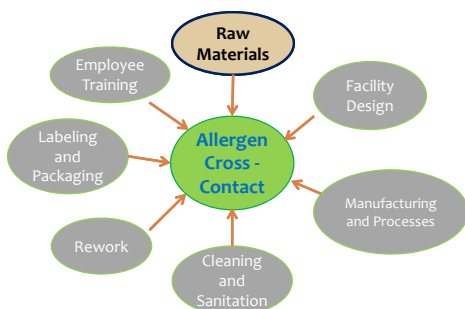 Raw
Materials
Employee
Training
Facility
Design
Allergen
Cross -
Contact
Labeling
and
Packaging
Manufacturing
and Processes
Rework
Cleaning
and
Sanitation